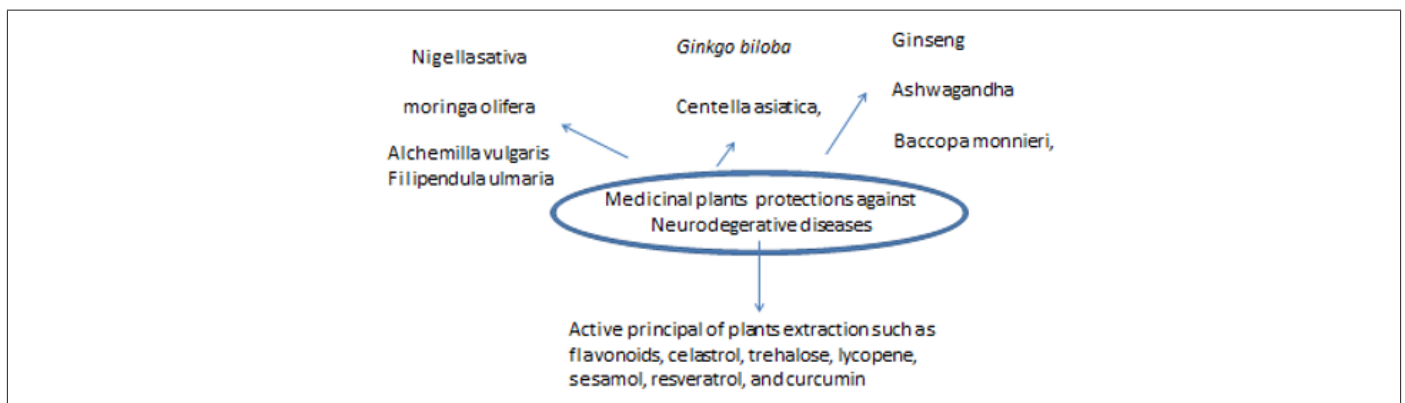 Nigellasativa
moringa olifera
Alchemilla vulgaris
Filipendula ulmaria
Ginkgo biloba
Centella asiatica,
Ginseng
Ashwagandha
Baccopa monnieri,
Medicinal plants protections against
Neurodegerative diseases
Active principal of plants extraction such as
flavonoids, celastrol, trehalose, lycopene,
sesamol, resveratrol, and curcumin